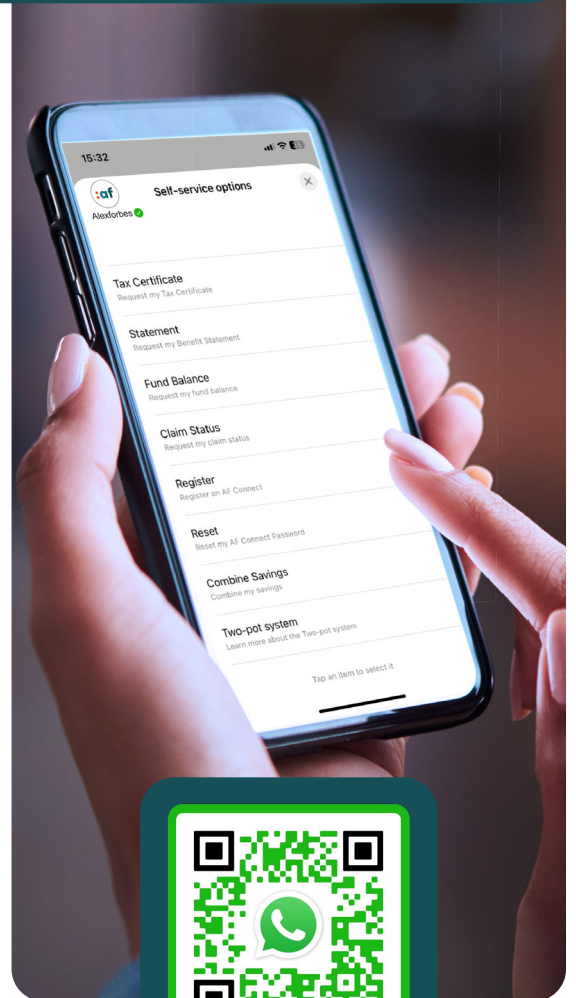 15:32
:af
Self-service options
Alexforbes
Tax Certificate
Request my Tax Certificate
Statement
Request my Benefit Statement
Fund Balance
Request my fund balance
Claim Status
Request my claim status
Register
Register on AF Connect
Reset
Reset my AF Connect Password
Combine Savings
Combine my savings
Two-pot system
Learn more about the Two-pot system
Tap an item to select it